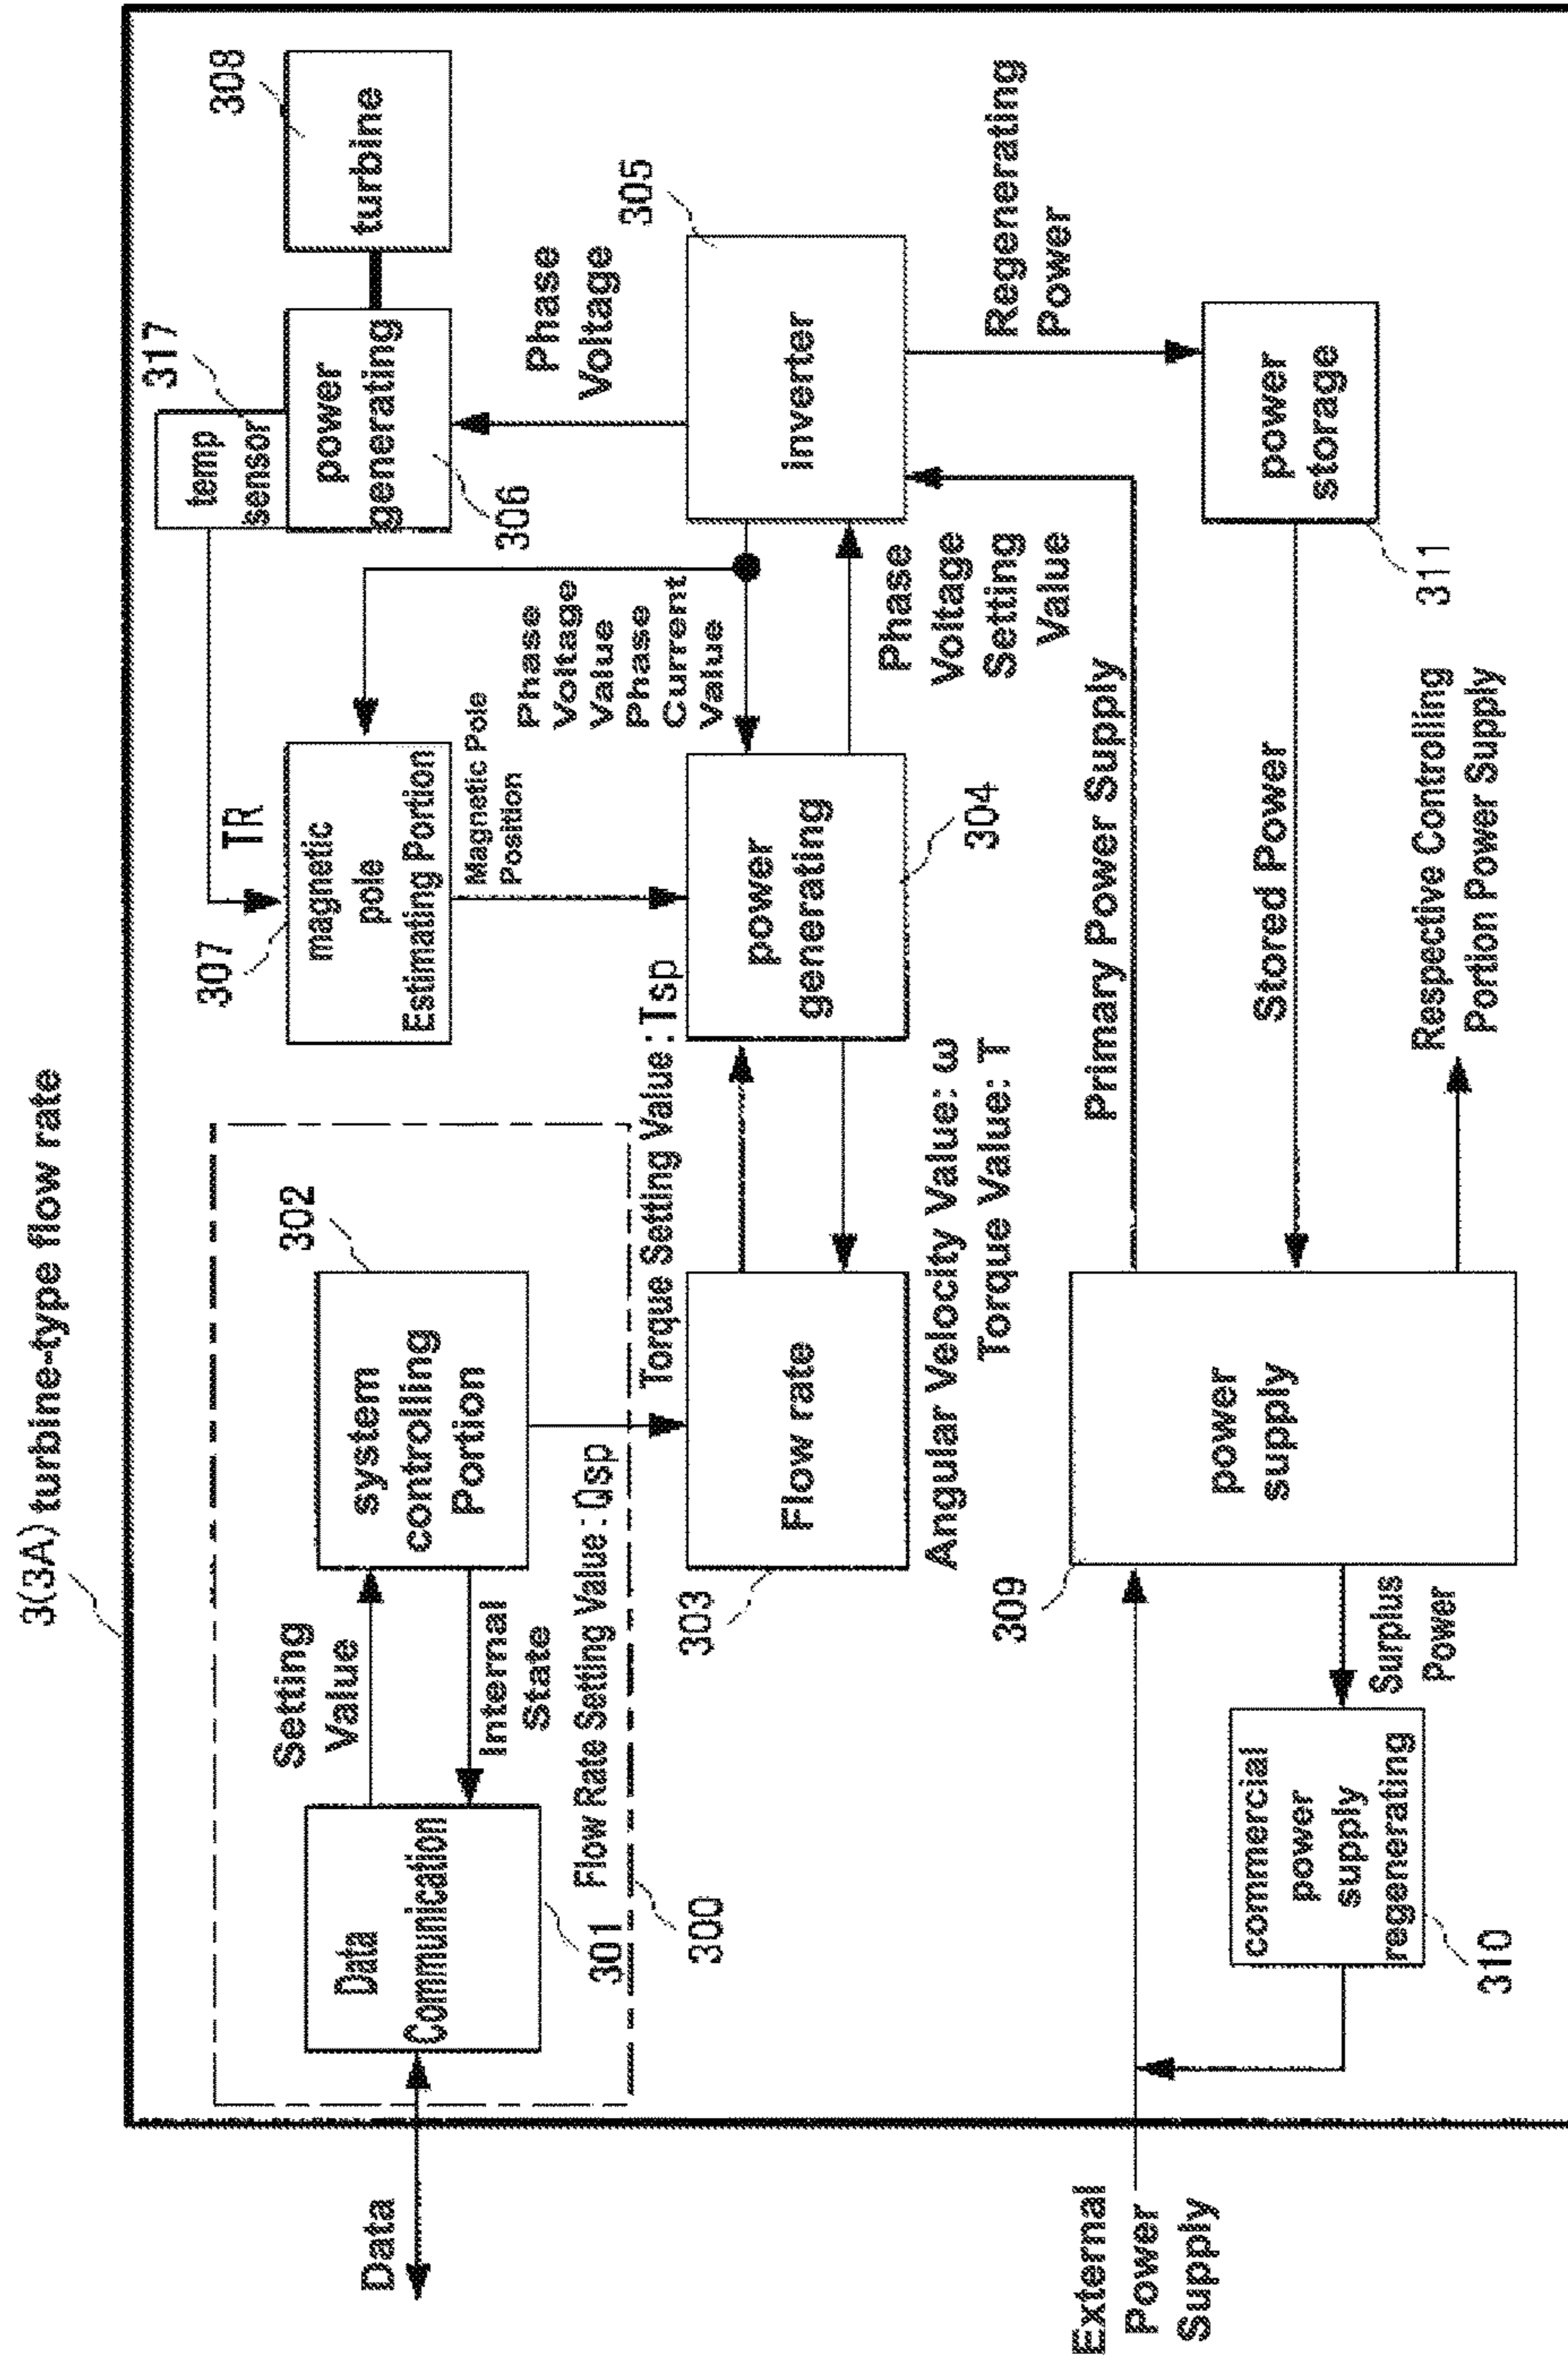 3(3A) turbine-type flow rate
308
turbine
317
temp
sensor
power
generating
306
TR
307
magnetic
pole
Estimating Portion
Magnetic Pole
Position
Phase
Voltage
305
inverter
Phase
Voltage
Value
Phase
Current
Value
Phase
Voltage
Setting
Value
Regenerating
Power
power
storage
311
302
system
controlling
Portion
Setting
Value
Internal
State
Data
Communication
301
300
Data
Flow Rate Setting Value : Qsp
Torque Setting Value : Tsp
power
generating
304
Flow rate
303
Angular Velocity Value: ω
Torque Value: T
Primary Power Supply
Stored Power
Respective Controlling
Portion Power Supply
power
supply
309
Surplus
Power
commercial
power
supply
regenerating
310
External
Power
Supply